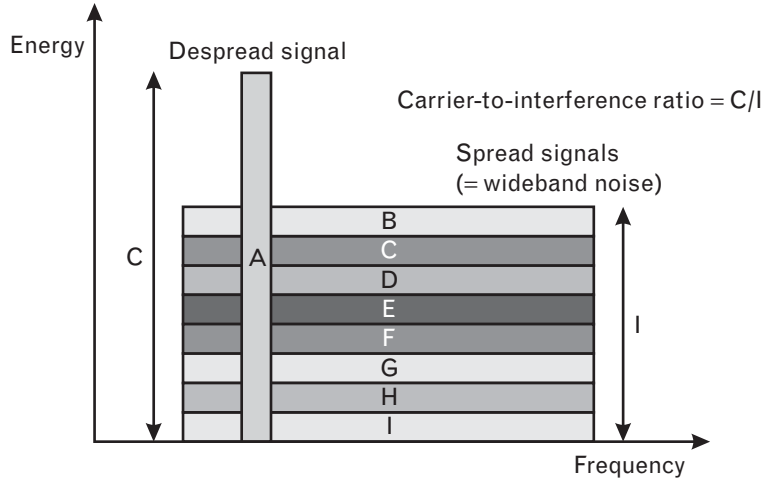 Energy
Despread signal
Carrier-to-interference ratio = C/I
Spread signals
(= wideband noise)
B
C
C
A
D
E
I
F
G
H
I
Frequency